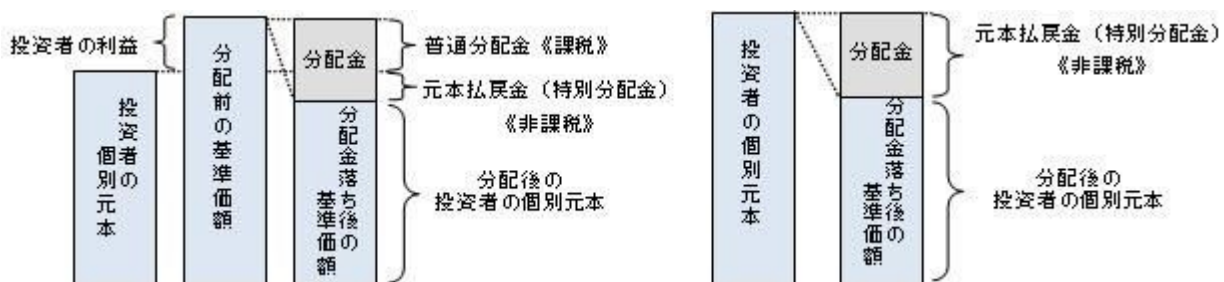 投資者の利益
投資者の
個別元本
分配前の基準価額
分配金
分配金落ち後の
基準価額
普通分配金《課税》
元本払戻金（特別分配金）
《非課税》
分配後の
投資者の個別元本
投資者の個別元本
分配金
分配金落ち後の
基準価額
元本払戻金（特別分配金）
《非課税》
分配後の
投資者の個別元本